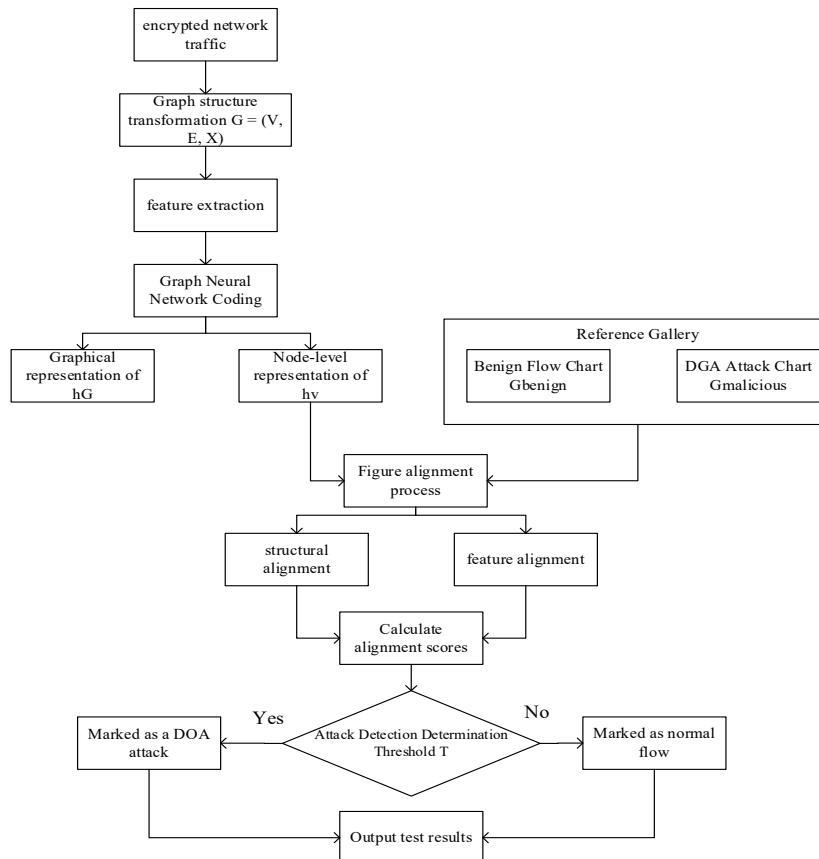 encrypted network
traffic
Graph structure
transformation G = (V,
E, X)
feature extraction
Graph Neural
Network Coding
Graphical
representation of
hG
Node-level
representation of
hv
Reference Gallery
Benign Flow Chart
Gbenign
DGA Attack Chart
Gmalicious
Figure alignment
process
structural
alignment
feature alignment
Calculate
alignment scores
Yes
No
Marked as a DOA
attack
Attack Detection Determination
Threshold T
Marked as normal
flow
Output test results